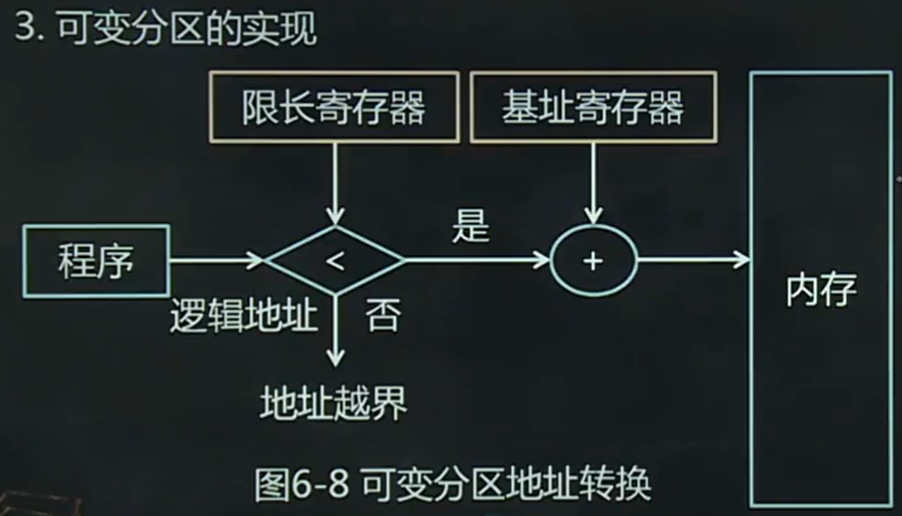 3. 可变分区的实现
限长寄存器
基址寄存器
程序
<
是
+
内存
逻辑地址
否
地址越界
图6-8 可变分区地址转换